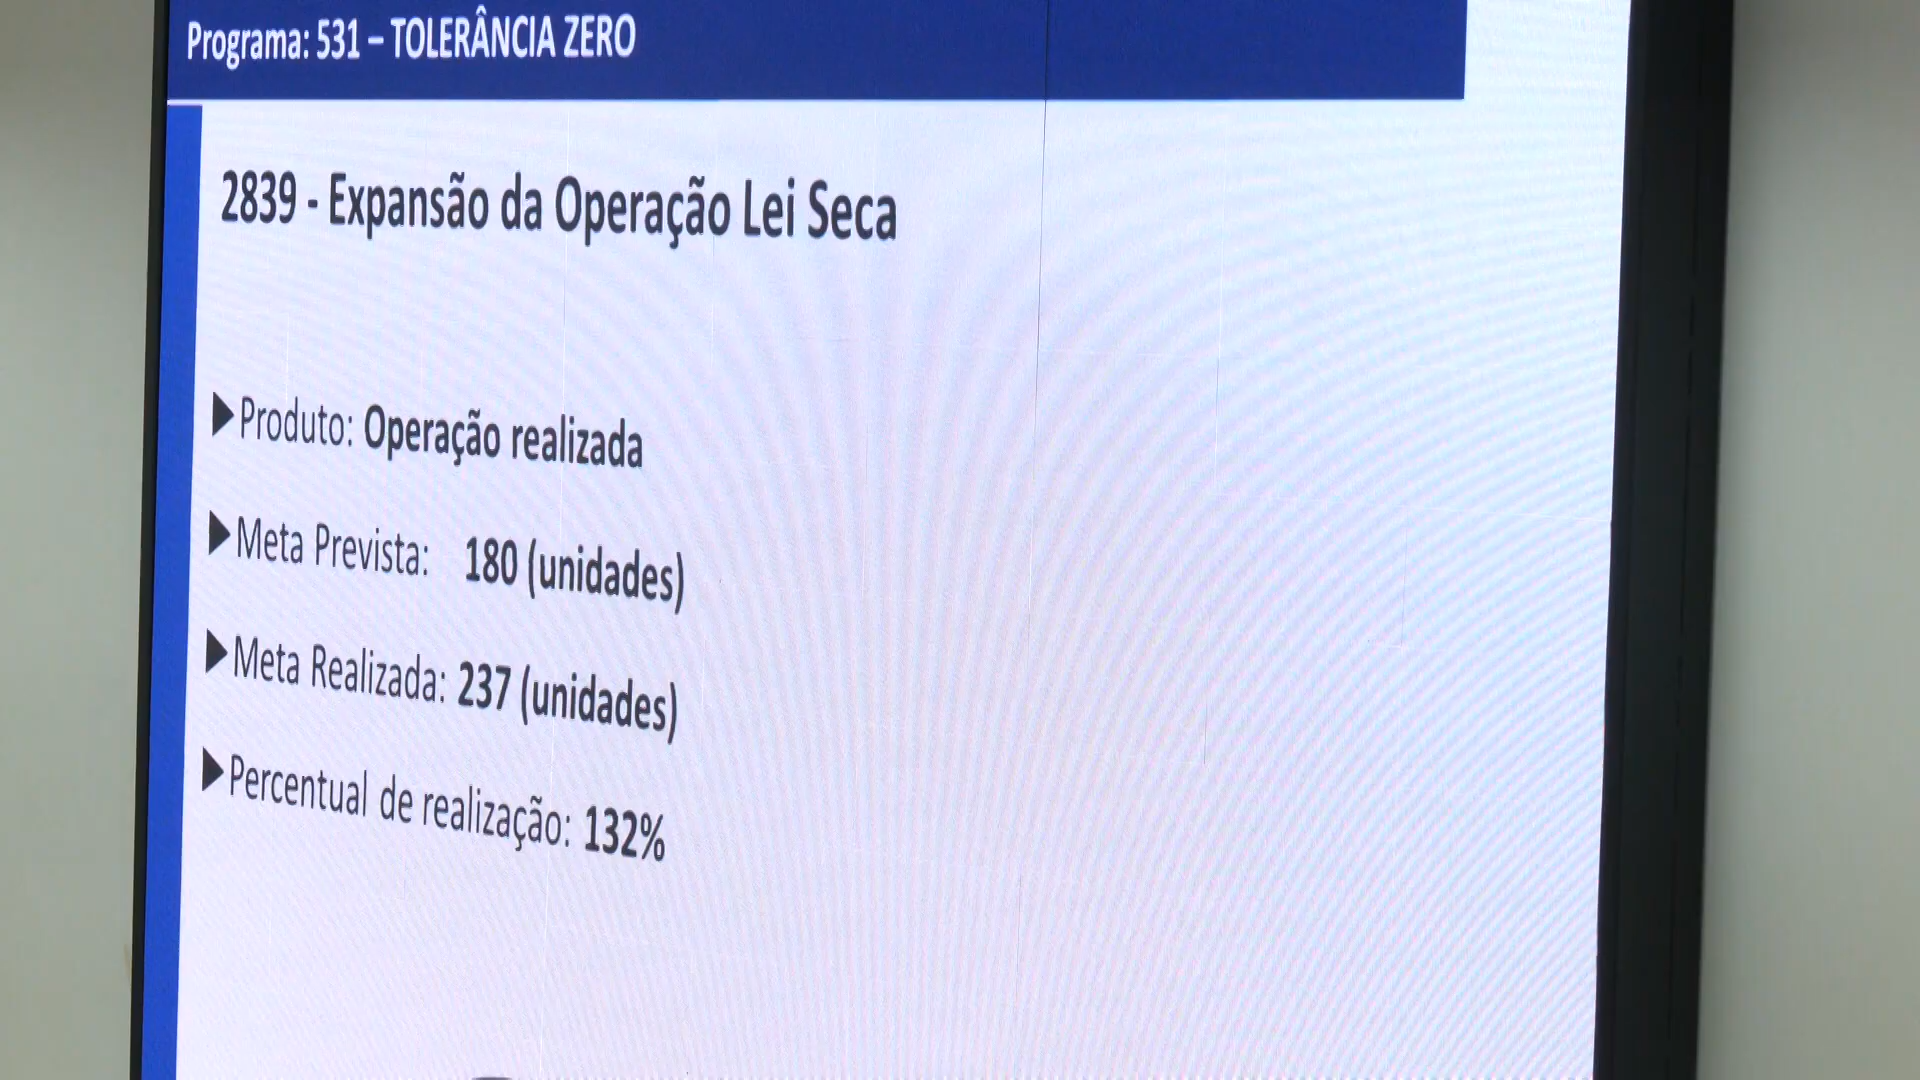 Programa: 531 – TOLERÂNCIA ZERO
2839 - Expansão da Operação Lei Seca
Produto: Operação realizada
Meta Prevista: 180 (unidades)
Meta Realizada: 237 (unidades)
Percentual de realização: 132%